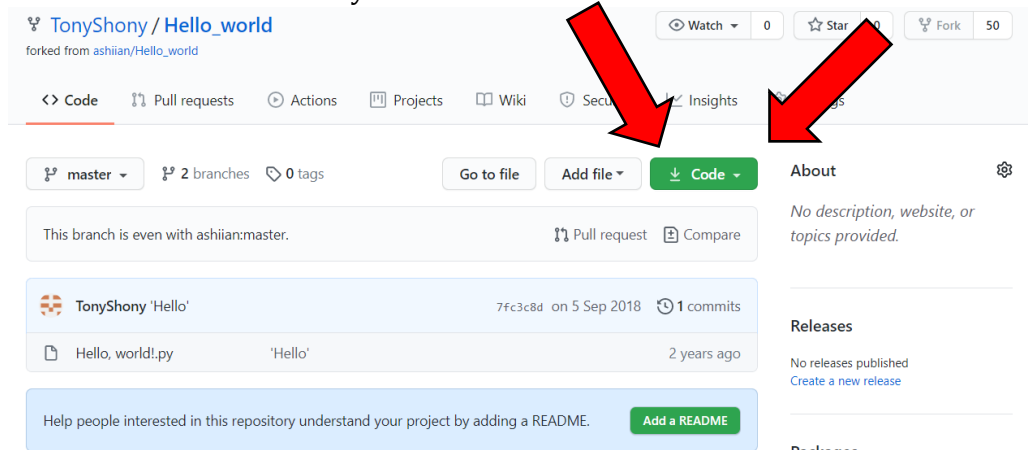 TonyShony / Hello_world
Watch 0 Star 0 Fork 50
forked from ashiian/Hello_world
Code Pull requests Actions Projects Wiki Insights
master 2 branches 0 tags Go to file Add file Code About
No description, website, or
topics provided.
This branch is even with ashiian:master. Pull request Compare
TonyShony 'Hello' 7fc3c8d on 5 Sep 2018 1 commits
Releases
Hello, world!.py 'Hello' 2 years ago
No releases published
Create a new release
Help people interested in this repository understand your project by adding a README. Add a README